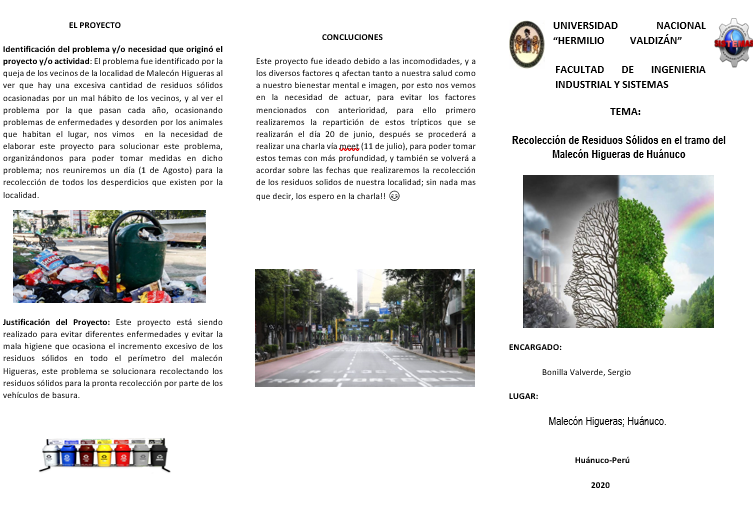 EL PROYECTO
Identificación del problema y/o necesidad que originó el
proyecto y/o actividad: El problema fue identificado por la
queja de los vecinos de la localidad de Malecón Higueras al
ver que hay una excesiva cantidad de residuos sólidos
ocasionadas por un mal hábito de los vecinos, y al ver el
problema por la que pasan cada año, ocasionando
problemas de enfermedades y desorden por los animales
que habitan el lugar, nos vimos en la necesidad de
elaborar este proyecto para solucionar este problema,
organizándonos para poder tomar medidas en dicho
problema; nos reuniremos un día (1 de Agosto) para la
recolección de todos los desperdicios que existen por la
localidad.
Justificación del Proyecto: Este proyecto está siendo
realizado para evitar diferentes enfermedades y evitar la
mala higiene que ocasiona el incremento excesivo de los
residuos sólidos en todo el perímetro del malecón
Higueras, este problema se solucionara recolectando los
residuos sólidos para la pronta recolección por parte de los
vehículos de basura.
CONCLUCIONES
Este proyecto fue ideado debido a las incomodidades, y a
los diversos factores q afectan tanto a nuestra salud como
a nuestro bienestar mental e imagen, por esto nos vemos
en la necesidad de actuar, para evitar los factores
mencionados con anterioridad, para ello primero
realizaremos la repartición de estos trípticos que se
realizarán el día 20 de junio, después se procederá a
realizar una charla vía meet (11 de julio), para poder tomar
estos temas con más profundidad, y también se volverá a
acordar sobre las fechas que realizaremos la recolección
de los residuos solidos de nuestra localidad; sin nada mas
que decir, los espero en la charla!! 😊
UNIVERSIDAD NACIONAL
“HERMILIO VALDIZÁN”
FACULTAD DE INGENIERIA
INDUSTRIAL Y SISTEMAS
TEMA:
Recolección de Residuos Sólidos en el tramo del
Malecón Higueras de Huánuco
ENCARGADO:
Bonilla Valverde, Sergio
LUGAR:
Malecón Higueras; Huánuco.
Huánuco-Perú
2020